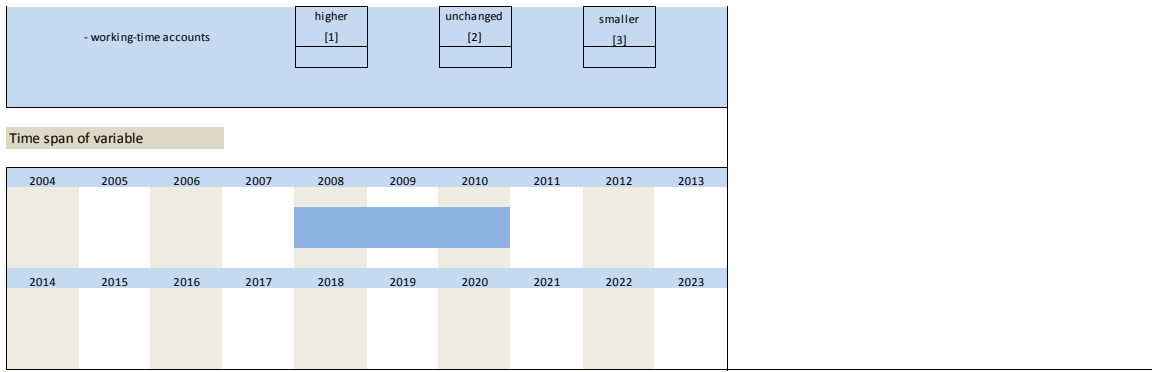 higher unchanged smaller
- working-time accounts [1] [2] [3]
Time span of variable
2004 2005 2006 2007 2008 2009 2010 2011 2012 2013
2014 2015 2016 2017 2018 2019 2020 2021 2022 2023